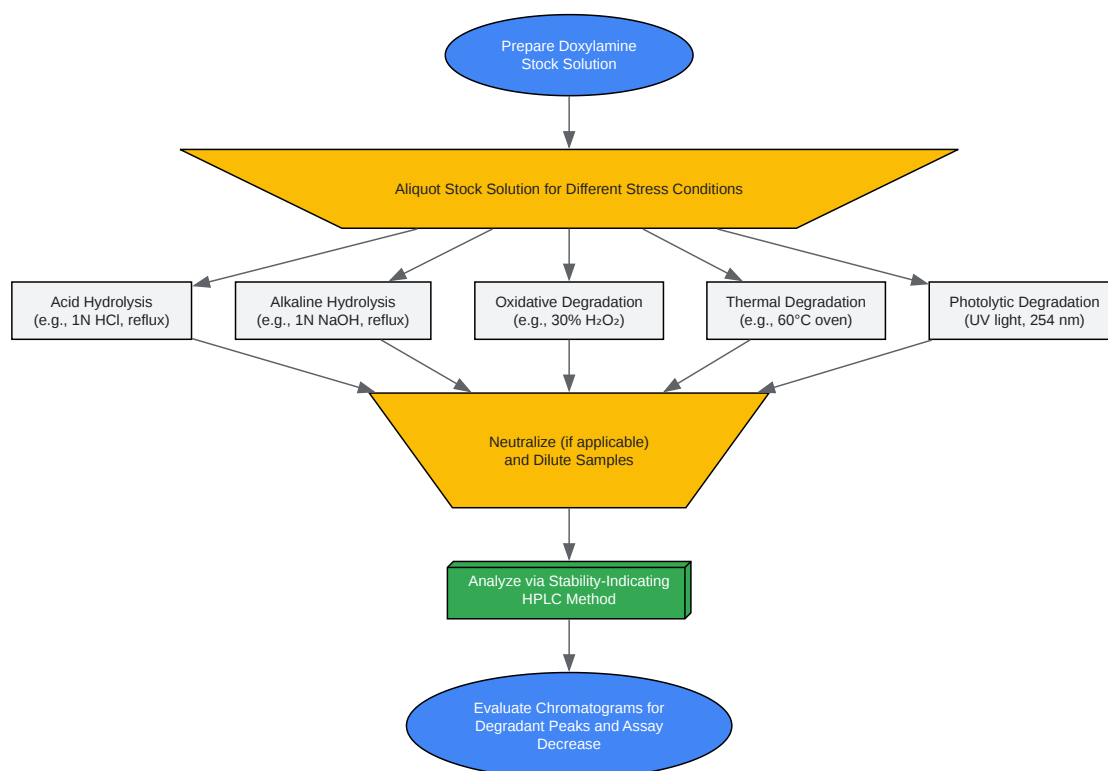 Prepare Doxylamine
Stock Solution
Aliquot Stock Solution for Different Stress Conditions
Acid Hydrolysis
(e.g., 1N HCl, reflux)
Alkaline Hydrolysis
(e.g., 1N NaOH, reflux)
Oxidative Degradation
(e.g., 30% H₂O₂)
Thermal Degradation
(e.g., 60°C oven)
Photolytic Degradation
(UV light, 254 nm)
Neutralize (if applicable)
and Dilute Samples
Analyze via Stability-Indicating
HPLC Method
Evaluate Chromatograms for
Degradant Peaks and Assay
Decrease